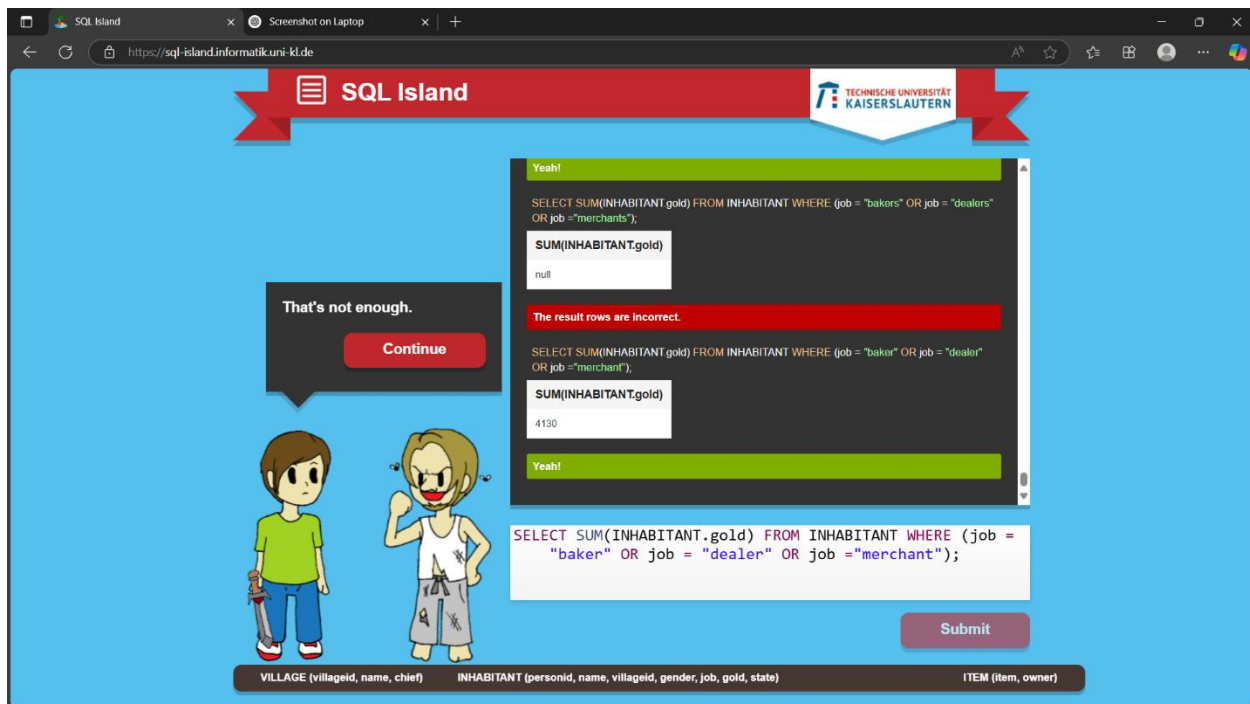 SQL Island
Screenshot on Laptop
https://sql-island.informatik.uni-kl.de
SQL Island
TECHNISCHE UNIVERSITÄT
KAISERSLAUTERN
Yeah!
SELECT SUM(INHABITANT.gold) FROM INHABITANT WHERE (job = "bakers" OR job = "dealers"
OR job ="merchants");
SUM(INHABITANT.gold)
null
That's not enough.
Continue
The result rows are incorrect.
SELECT SUM(INHABITANT.gold) FROM INHABITANT WHERE (job = "baker" OR job = "dealer"
OR job ="merchant");
SUM(INHABITANT.gold)
4130
Yeah!
SELECT SUM(INHABITANT.gold) FROM INHABITANT WHERE (job =
"baker" OR job = "dealer" OR job ="merchant");
Submit
VILLAGE (villageid, name, chief) INHABITANT (personid, name, villageid, gender, job, gold, state) ITEM (item, owner)